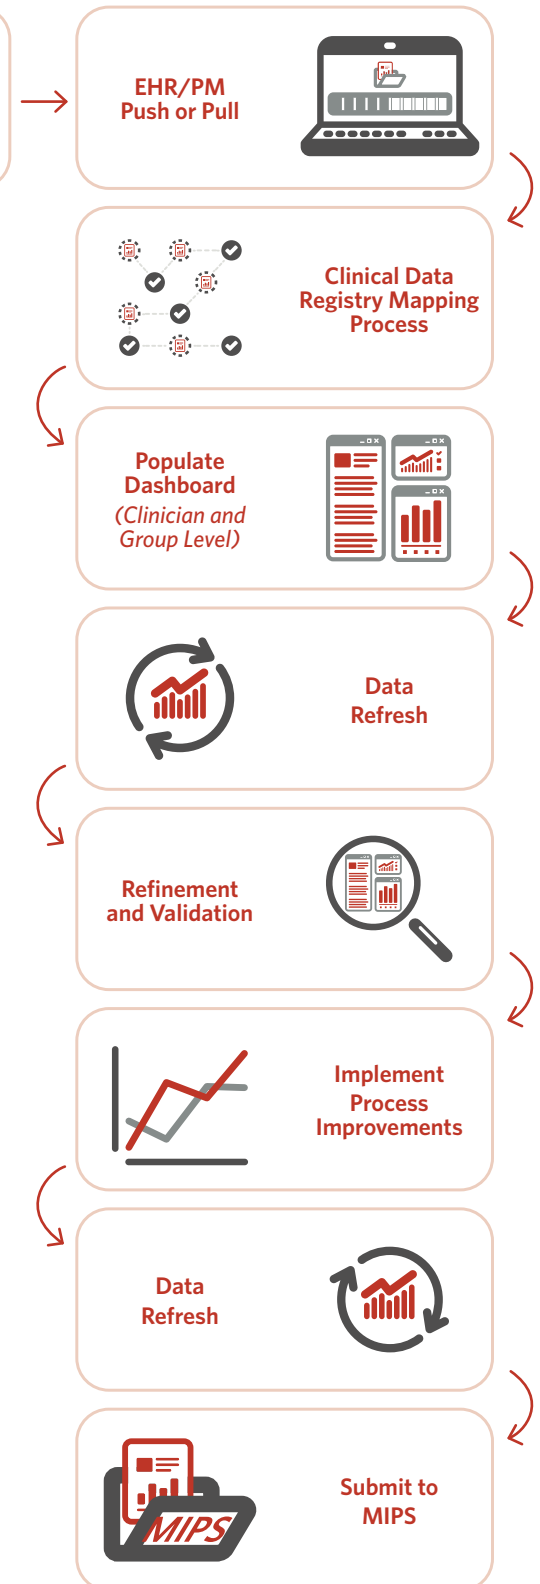 EHR/PM
Push or Pull
Clinical Data
Registry Mapping
Process
Populate
Dashboard
(Clinician and
Group Level)
Data
Refresh
Refinement
and Validation
Implement
Process
Improvements
Data
Refresh
MIPS
Submit to
MIPS